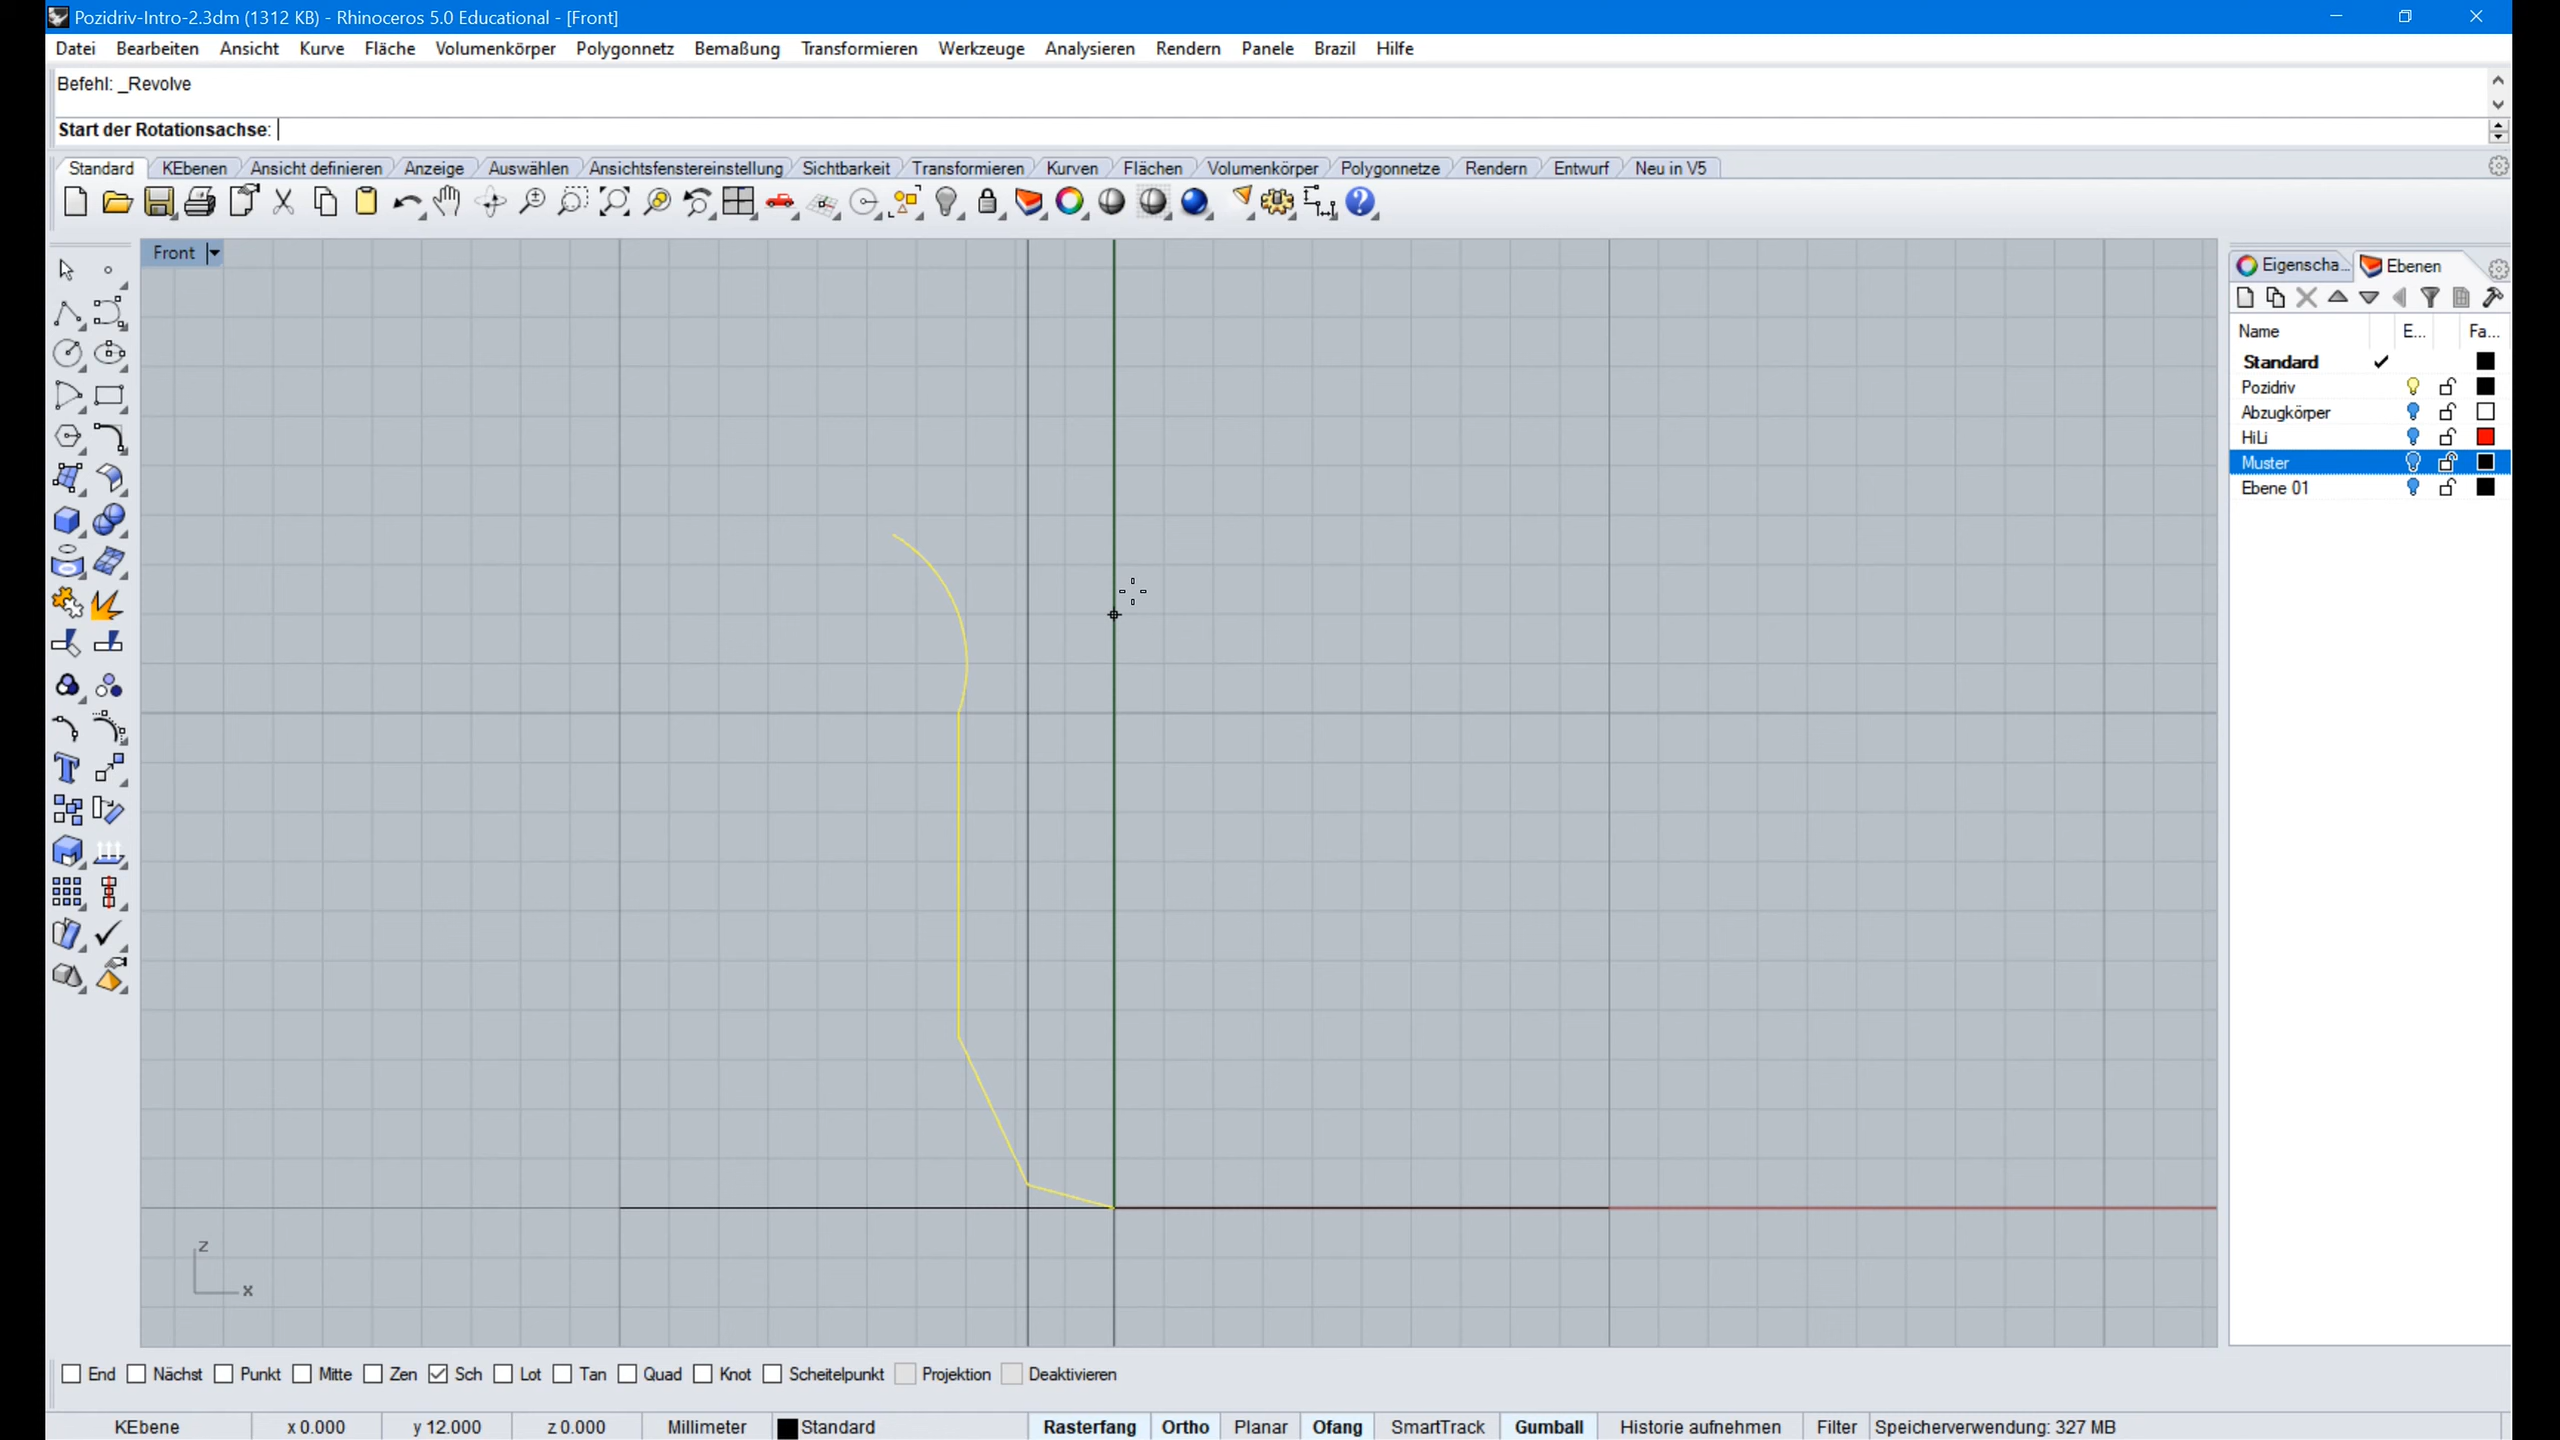 Pozidriv-Intro-2.3dm (1312 KB) - Rhinoceros 5.0 Educational - [Front]
Datei Bearbeiten Ansicht Kurve Fläche Volumenkörper Polygonnetz Bemaßung Transformieren Werkzeuge Analysieren Rendern Panele Brazil Hilfe
Befehl: _Revolve
Start der Rotationsachse:
Standard KEbenen Ansicht definieren Anzeige Auswählen Ansichtsfenstereinstellung Sichtbarkeit Transformieren Kurven Flächen Volumenkörper Polygonnetze Rendern Entwurf Neu in V5
Front
Eigenscha... Ebenen
Name E... Fa...
Standard
Pozidriv
Abzugkörper
HiLi
Muster
Ebene 01
z
x
End Nächst Punkt Mitte Zen Sch Lot Tan Quad Knot Scheitelpunkt Projektion Deaktivieren
KEbene x 0.000 y 12.000 z 0.000 Millimeter Standard Rasterfang Ortho Planar Ofang SmartTrack Gumball Historie aufnehmen Filter Speicherverwendung: 327 MB